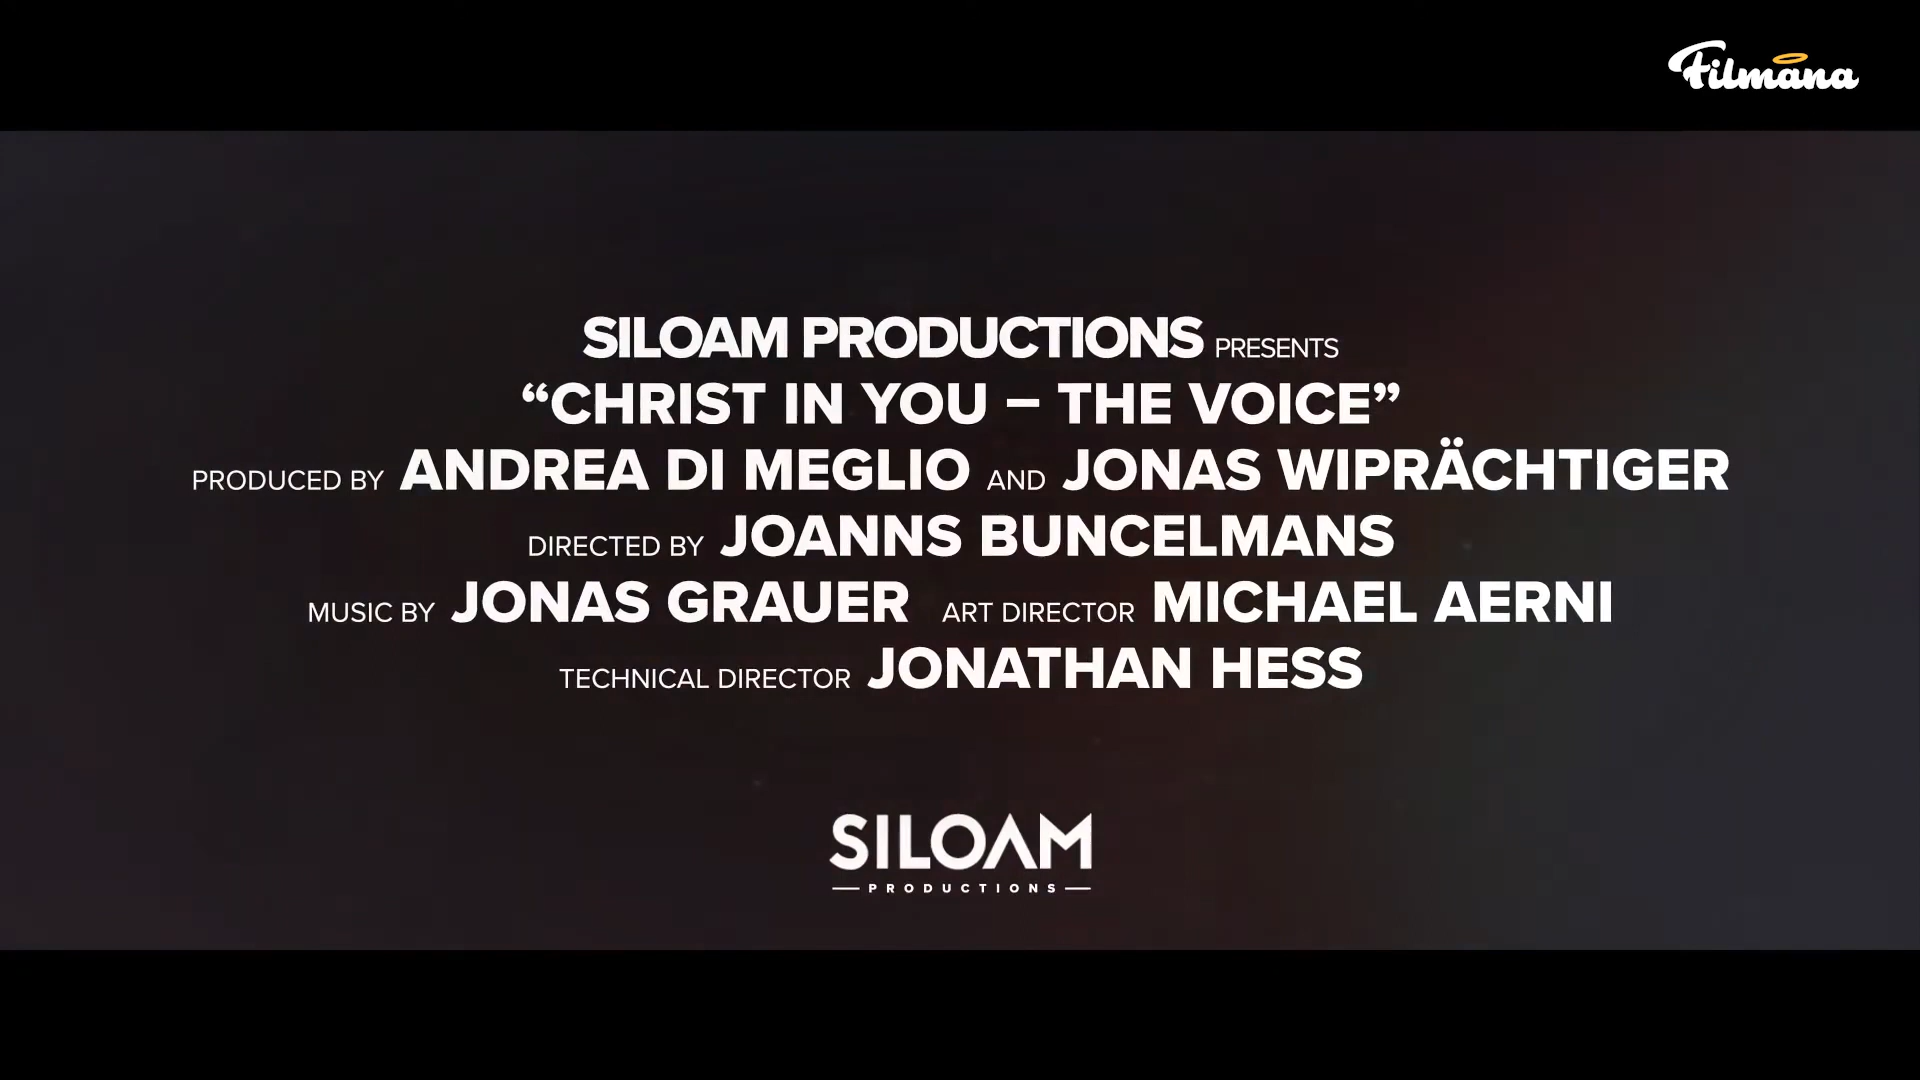 Filmana
SILOAM PRODUCTIONS PRESENTS
“CHRIST IN YOU – THE VOICE”
PRODUCED BY ANDREA DI MEGLIO AND JONAS WIPRÄCHTIGER
DIRECTED BY JOANNS BUNCELMANS
MUSIC BY JONAS GRAUER ART DIRECTOR MICHAEL AERNI
TECHNICAL DIRECTOR JONATHAN HESS
SILOAM
PRODUCTIONS